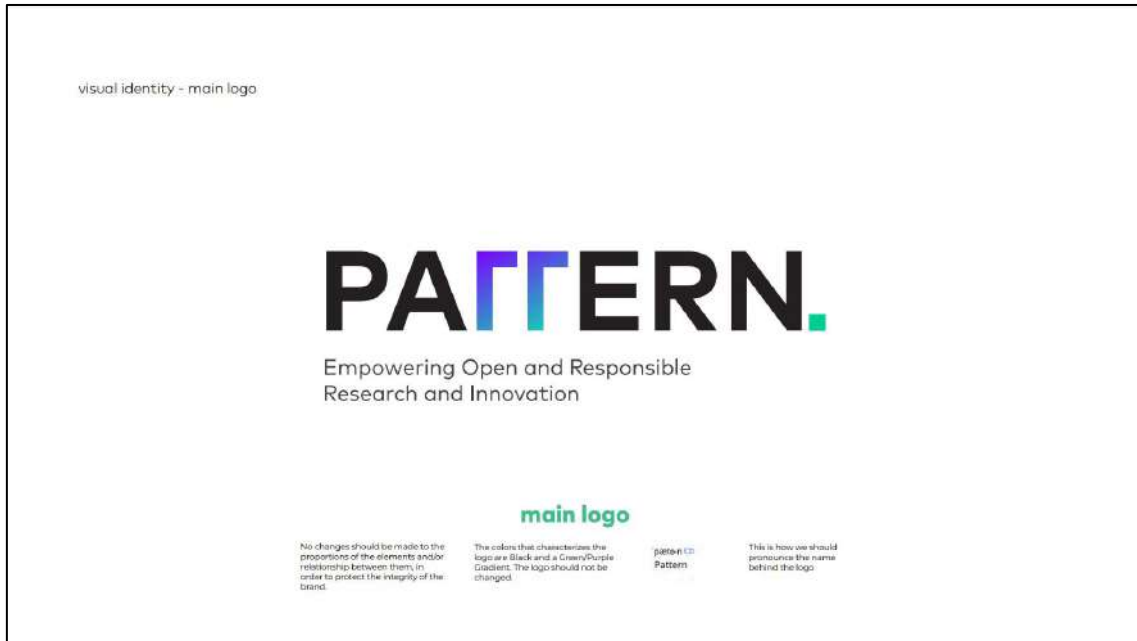 visual identity - main logo
PATTERN.
Empowering Open and Responsible
Research and Innovation
main logo
No changes should be made to the
proportions of the elements and/or
relationship between them, in
order to protect the integrity of the
brand.
The colors that characterizes the
logo are Black and a Green/Purple
Gradient. The logo should not be
changed.
Pattern
This is how we should
pronounce the name
behind the logo